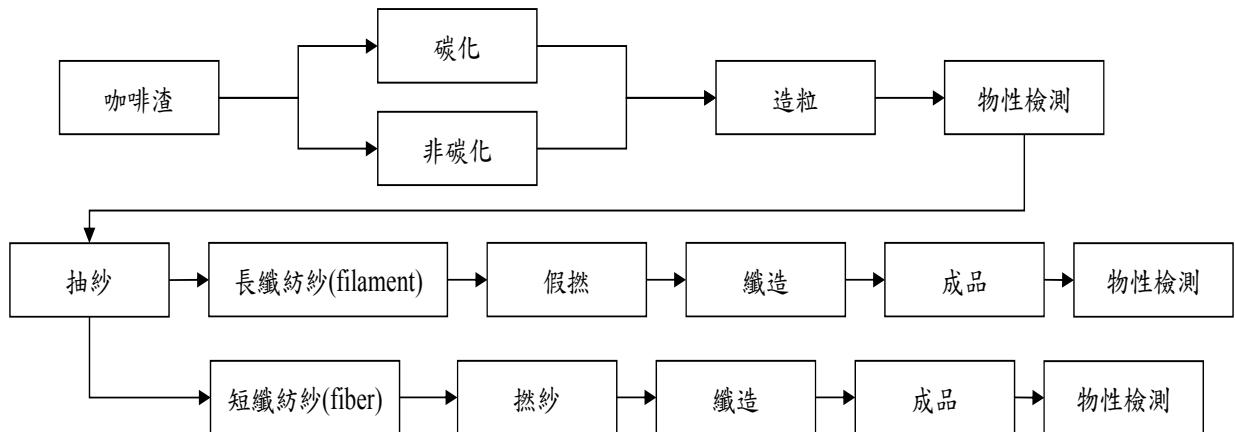 咖啡渣
碳化
非碳化
造粒
物性檢測
抽紗
長纖紡紗(filament)
假撚
纖造
成品
物性檢測
短纖紡紗(fiber)
撚紗
纖造
成品
物性檢測